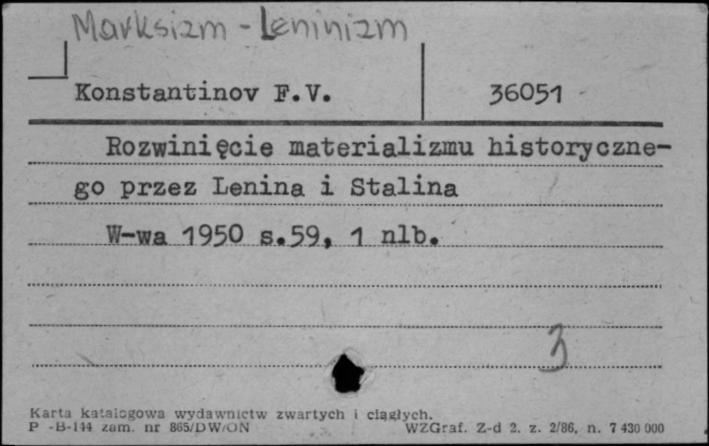 Marksizm - Leninizm
Konstantinov F.V. 36051
Rozwinięcie materializmu historyczne-
go przez Lenina i Stalina
W-wa 1950 s.59, 1 nlb.
3
Karta katalogowa wydawnictw zwartych i ciągłych.
P -B-144 zam. nr 865/DW/ON WZGraf. Z-d 2. z. 2/86, n. 7 430 000